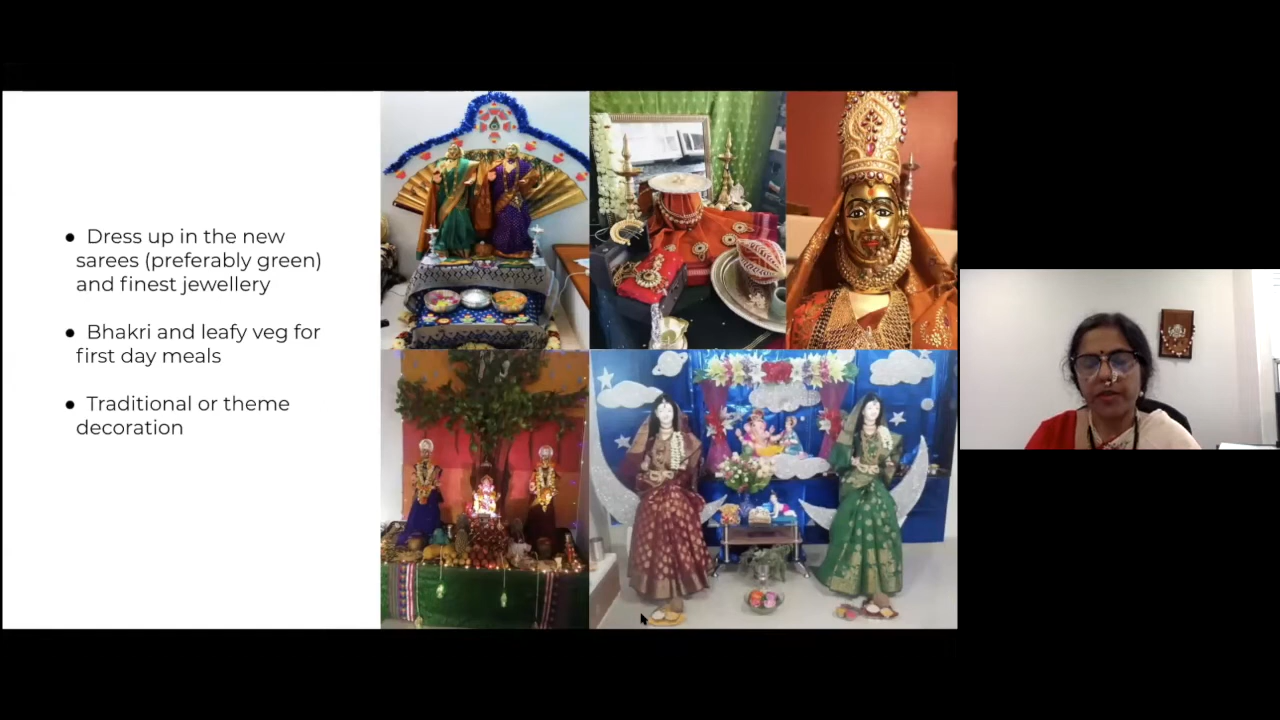 ● Dress up in the new
sarees (preferably green)
and finest jewellery
● Bhakri and leafy veg for
first day meals
● Traditional or theme
decoration